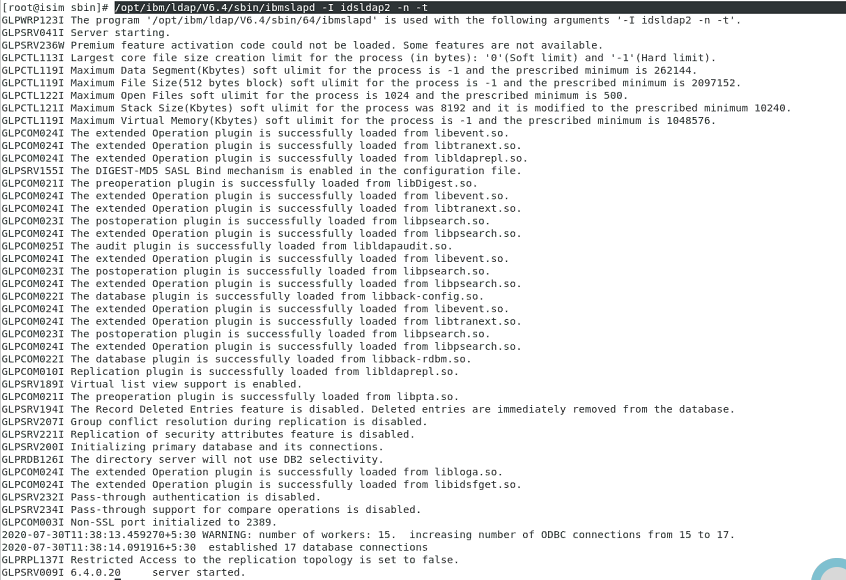 [root@isim sbin]# /opt/ibm/ldap/V6.4/sbin/ibmslapd -I idsldap2 -n -t
GLPWRP123I The program '/opt/ibm/ldap/V6.4/sbin/64/ibmslapd' is used with the following arguments '-I idsldap2 -n -t'.
GLPSRV041I Server starting.
GLPSRV236W Premium feature activation code could not be loaded. Some features are not available.
GLPCTL113I Largest core file size creation limit for the process (in bytes): '0'(Soft limit) and '-1'(Hard limit).
GLPCTL119I Maximum Data Segment(Kbytes) soft ulimit for the process is -1 and the prescribed minimum is 262144.
GLPCTL119I Maximum File Size(512 bytes block) soft ulimit for the process is -1 and the prescribed minimum is 2097152.
GLPCTL122I Maximum Open Files soft ulimit for the process is 1024 and the prescribed minimum is 500.
GLPCTL121I Maximum Stack Size(Kbytes) soft ulimit for the process was 8192 and it is modified to the prescribed minimum 10240.
GLPCTL119I Maximum Virtual Memory(Kbytes) soft ulimit for the process is -1 and the prescribed minimum is 1048576.
GLPCOM024I The extended Operation plugin is successfully loaded from libevent.so.
GLPCOM024I The extended Operation plugin is successfully loaded from libtranext.so.
GLPCOM024I The extended Operation plugin is successfully loaded from libldaprepl.so.
GLPSRV155I The DIGEST-MD5 SASL Bind mechanism is enabled in the configuration file.
GLPCOM021I The preoperation plugin is successfully loaded from libDigest.so.
GLPCOM024I The extended Operation plugin is successfully loaded from libevent.so.
GLPCOM024I The extended Operation plugin is successfully loaded from libtranext.so.
GLPCOM023I The postoperation plugin is successfully loaded from libpsearch.so.
GLPCOM024I The extended Operation plugin is successfully loaded from libpsearch.so.
GLPCOM025I The audit plugin is successfully loaded from libldapaudit.so.
GLPCOM024I The extended Operation plugin is successfully loaded from libevent.so.
GLPCOM023I The postoperation plugin is successfully loaded from libpsearch.so.
GLPCOM024I The extended Operation plugin is successfully loaded from libpsearch.so.
GLPCOM022I The database plugin is successfully loaded from libback-config.so.
GLPCOM024I The extended Operation plugin is successfully loaded from libevent.so.
GLPCOM024I The extended Operation plugin is successfully loaded from libtranext.so.
GLPCOM023I The postoperation plugin is successfully loaded from libpsearch.so.
GLPCOM024I The extended Operation plugin is successfully loaded from libpsearch.so.
GLPCOM022I The database plugin is successfully loaded from libback-rdbm.so.
GLPCOM010I Replication plugin is successfully loaded from libldaprepl.so.
GLPSRV189I Virtual list view support is enabled.
GLPCOM021I The preoperation plugin is successfully loaded from libpta.so.
GLPSRV194I The Record Deleted Entries feature is disabled. Deleted entries are immediately removed from the database.
GLPSRV207I Group conflict resolution during replication is disabled.
GLPSRV221I Replication of security attributes feature is disabled.
GLPSRV200I Initializing primary database and its connections.
GLPRDB126I The directory server will not use DB2 selectivity.
GLPCOM024I The extended Operation plugin is successfully loaded from libloga.so.
GLPCOM024I The extended Operation plugin is successfully loaded from libidsfget.so.
GLPSRV232I Pass-through authentication is disabled.
GLPSRV234I Pass-through support for compare operations is disabled.
GLPCOM003I Non-SSL port initialized to 2389.
2020-07-30T11:38:13.459270+5:30 WARNING: number of workers: 15.  increasing number of ODBC connections from 15 to 17.
2020-07-30T11:38:14.091916+5:30  established 17 database connections
GLPRPL137I Restricted Access to the replication topology is set to false.
GLPSRV009I 6.4.0.20     server started.